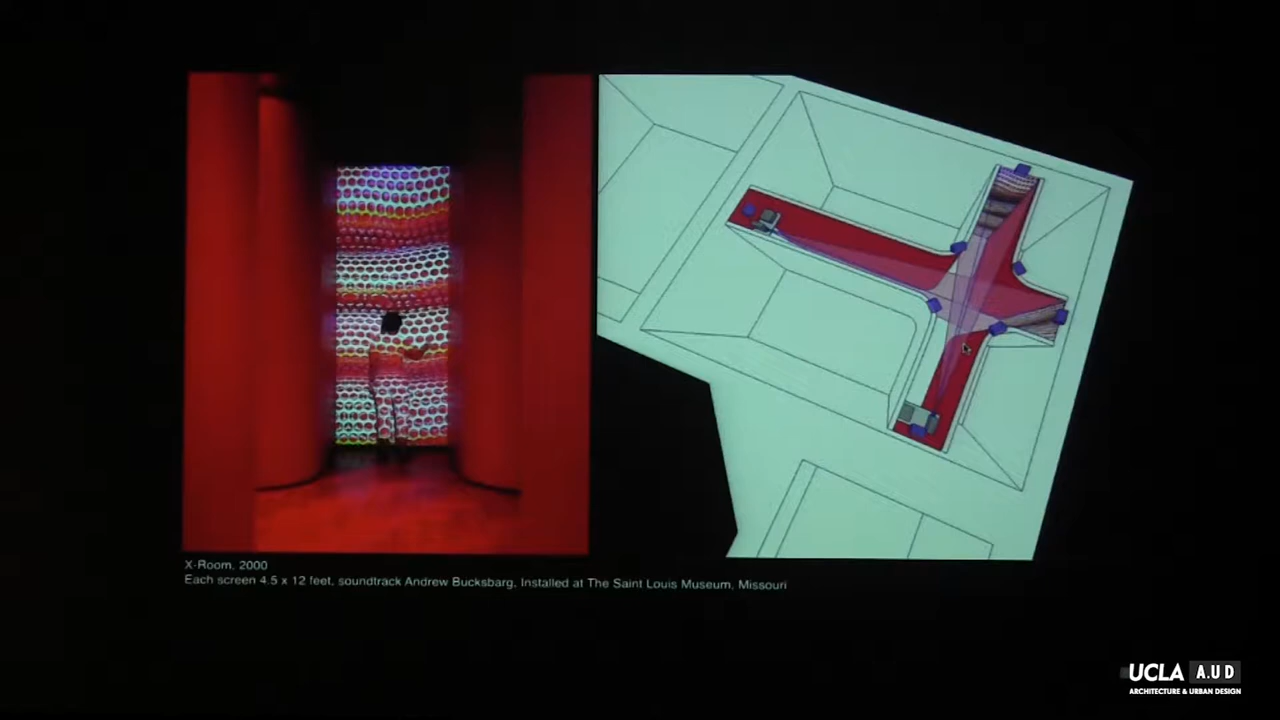 X-Room, 2000
Each screen 4.5 x 12 feet, soundtrack Andrew Bucksbarg, Installed at The Saint Louis Museum, Missouri
UCLA A.UD
ARCHITECTURE & URBAN DESIGN